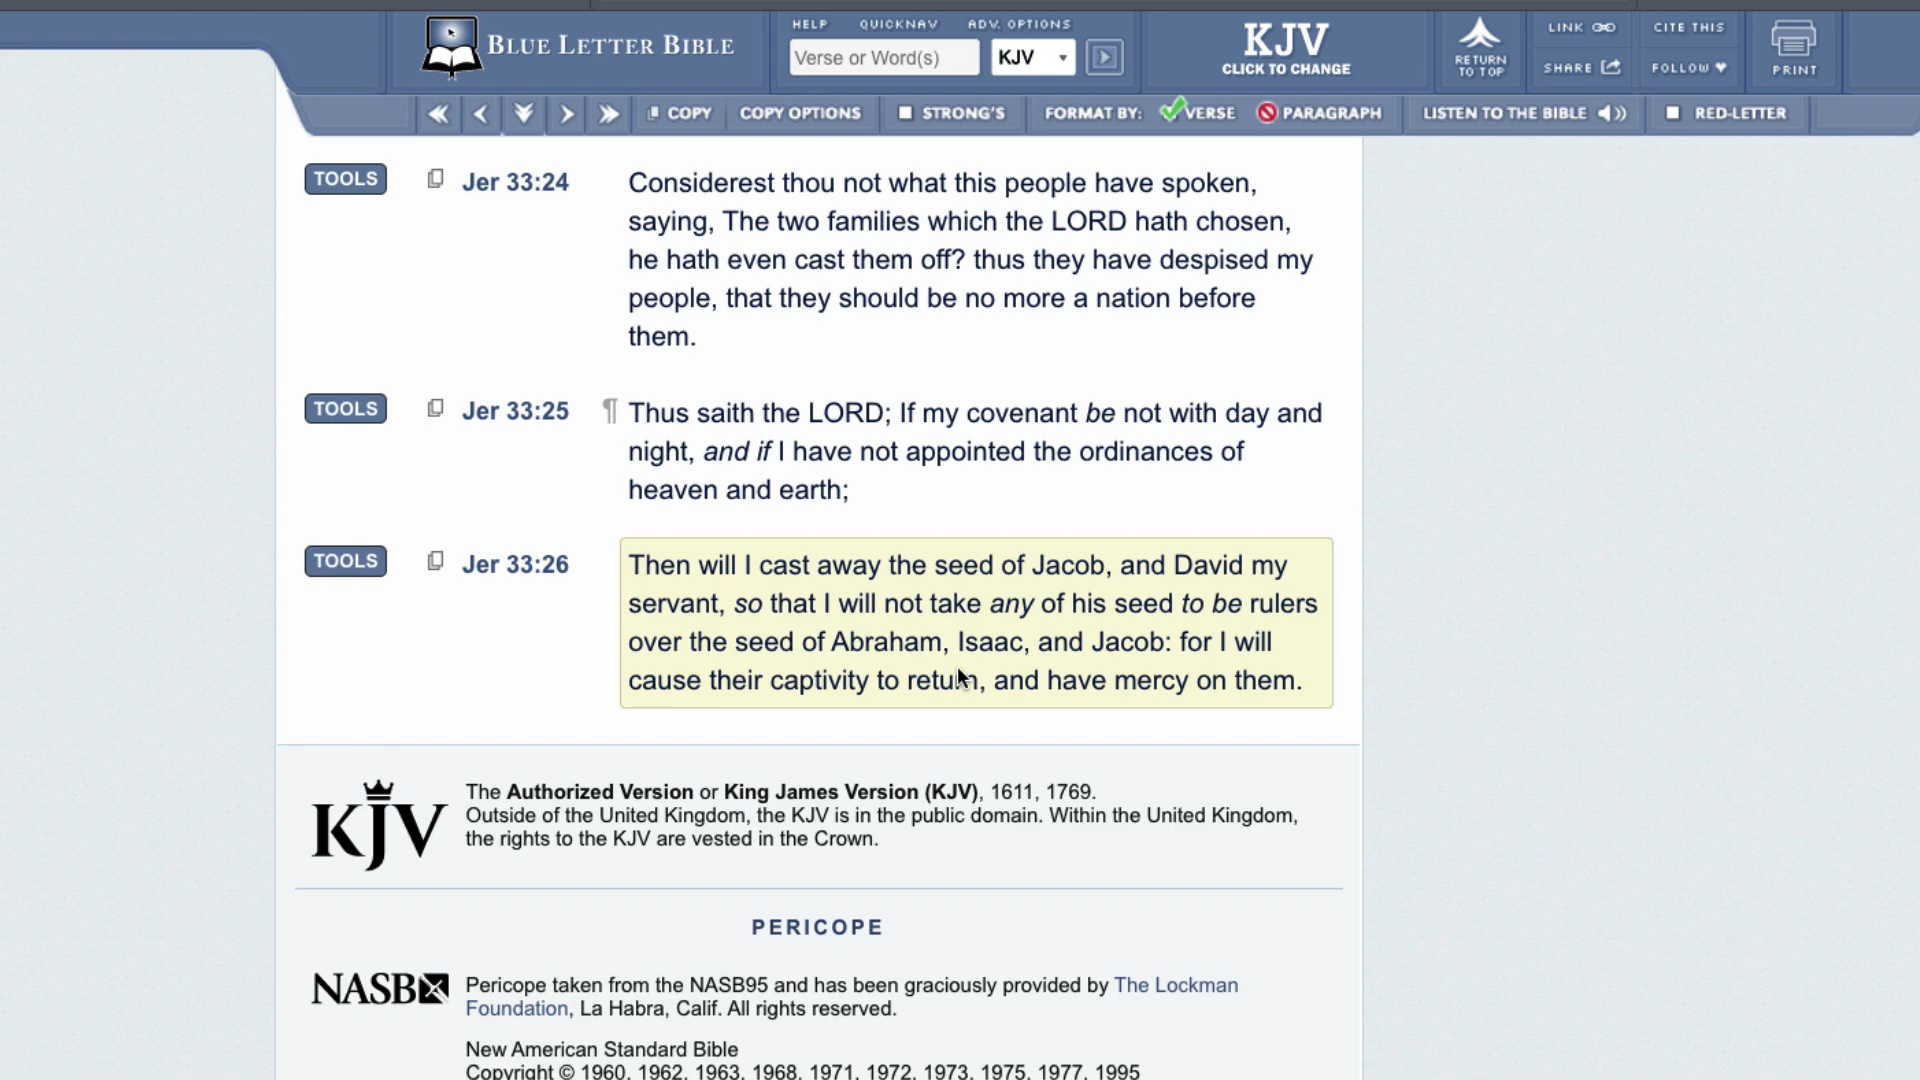 HELP QUICKNAV ADV. OPTIONS
BLUE LETTER BIBLE
Verse or Word(s) KJV
KJV
CLICK TO CHANGE
RETURN
TO TOP
LINK
SHARE
CITE THIS
FOLLOW
PRINT
COPY COPY OPTIONS STRONG'S FORMAT BY: VERSE PARAGRAPH LISTEN TO THE BIBLE RED-LETTER
TOOLS Jer 33:24 Considerest thou not what this people have spoken,
saying, The two families which the LORD hath chosen,
he hath even cast them off? thus they have despised my
people, that they should be no more a nation before
them.
TOOLS Jer 33:25 ¶ Thus saith the LORD; If my covenant be not with day and
night, and if I have not appointed the ordinances of
heaven and earth;
TOOLS Jer 33:26 Then will I cast away the seed of Jacob, and David my
servant, so that I will not take any of his seed to be rulers
over the seed of Abraham, Isaac, and Jacob: for I will
cause their captivity to return, and have mercy on them.
KJV
The Authorized Version or King James Version (KJV), 1611, 1769.
Outside of the United Kingdom, the KJV is in the public domain. Within the United Kingdom,
the rights to the KJV are vested in the Crown.
PERICOPE
NASB
Pericope taken from the NASB95 and has been graciously provided by The Lockman
Foundation, La Habra, Calif. All rights reserved.
New American Standard Bible
Copyright © 1960, 1962, 1963, 1968, 1971, 1972, 1973, 1975, 1977, 1995